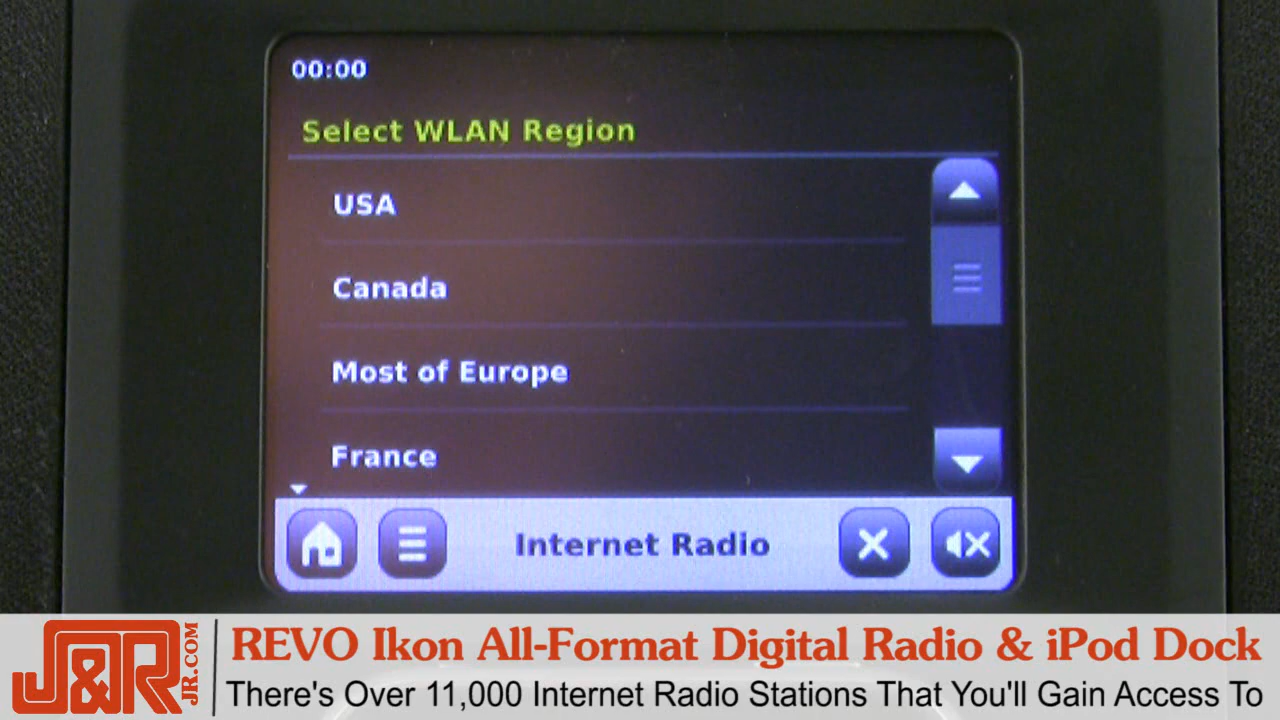 00:00
Select WLAN Region
USA
Canada
Most of Europe
France
Internet Radio
J&R
JR.COM
REVO Ikon All-Format Digital Radio & iPod Dock
There's Over 11,000 Internet Radio Stations That You'll Gain Access To